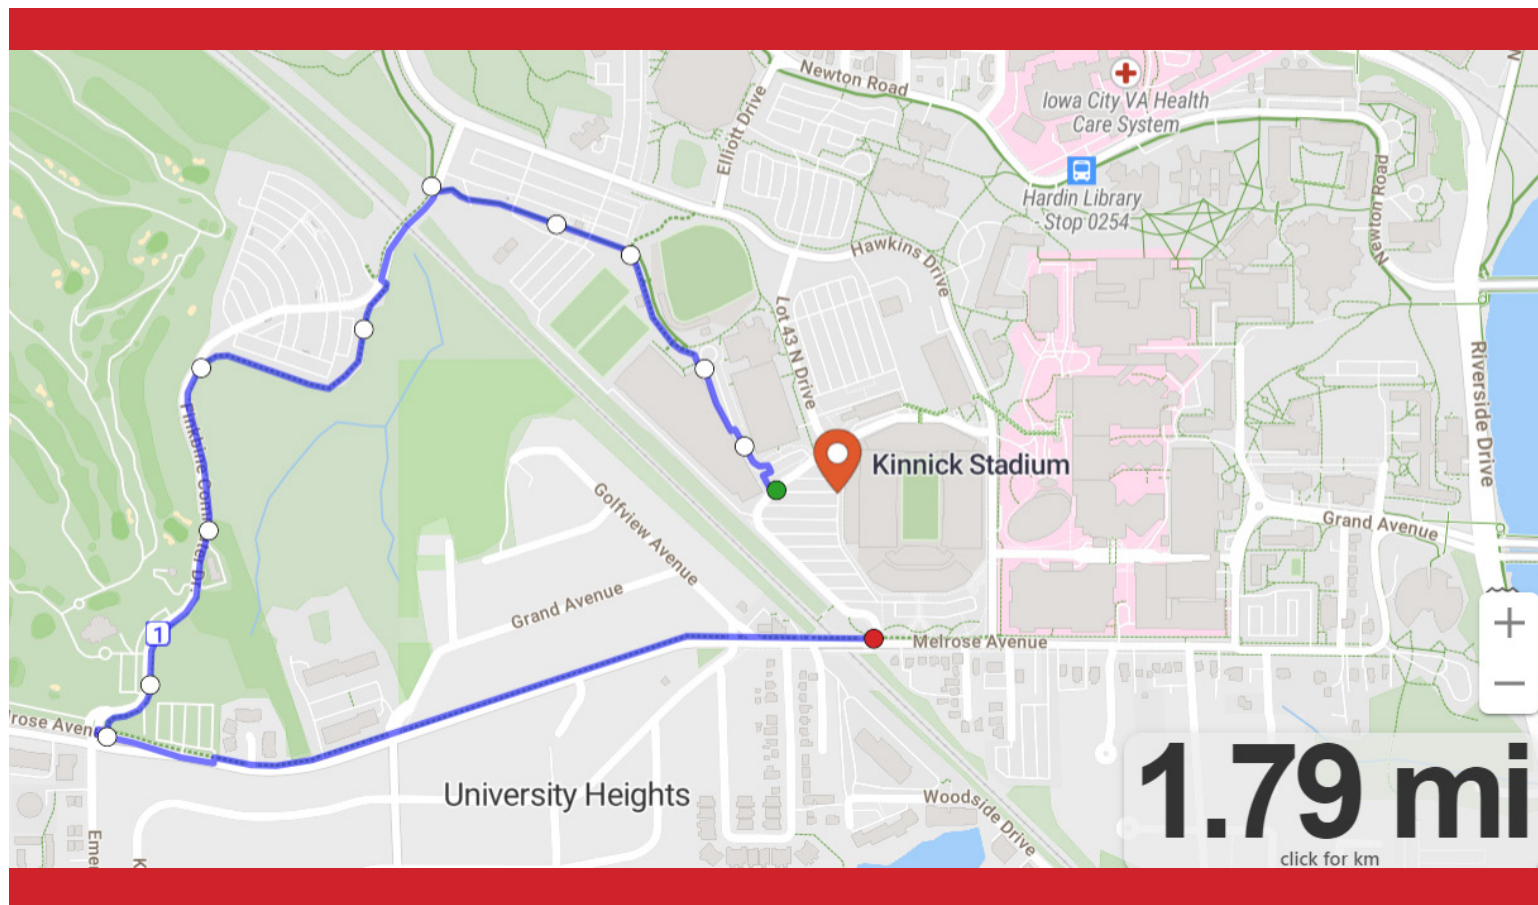 Newton Road
Iowa City VA Health
Care System
Elliott Drive
Hardin Library
- Stop 0254
Newton Road
Hawkins Drive
Lot 43 N Drive
Riverside Drive
Kinnick Stadium
Golfview Avenue
Grand Avenue
Grand Avenue
1
Melrose Avenue
+
−
University Heights
Woodside Drive
1.79 mi
click for km